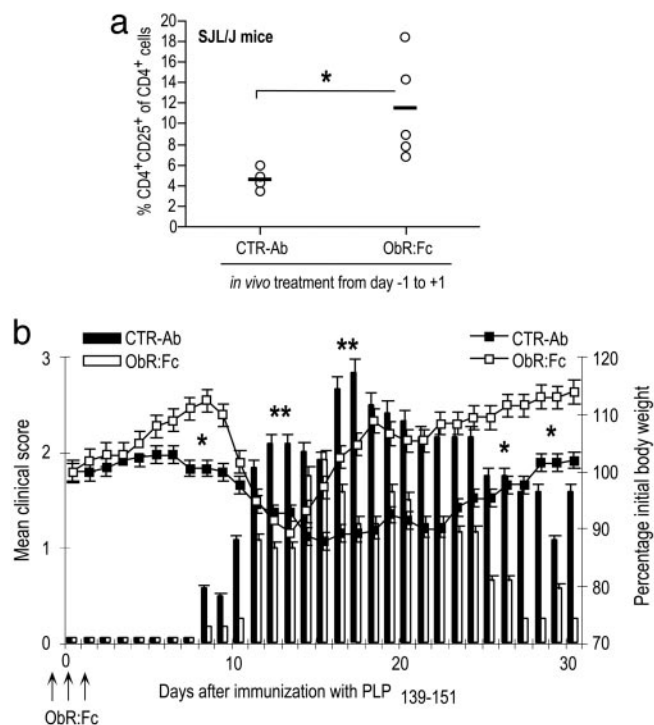 a
SJL/J mice
% CD4+CD25+ of CD4+ cells
20
18
16
14
12
10
8
6
4
2
0
*
CTR-Ab ObR:Fc
in vivo treatment from day -1 to +1
b
CTR-Ab
ObR:Fc
CTR-Ab
ObR:Fc
Mean clinical score
3
2
1
0
* ** ** * *
Percentage initial body weight
120
110
100
90
80
70
0 10 20 30
Days after immunization with PLP 139-151
ObR:Fc